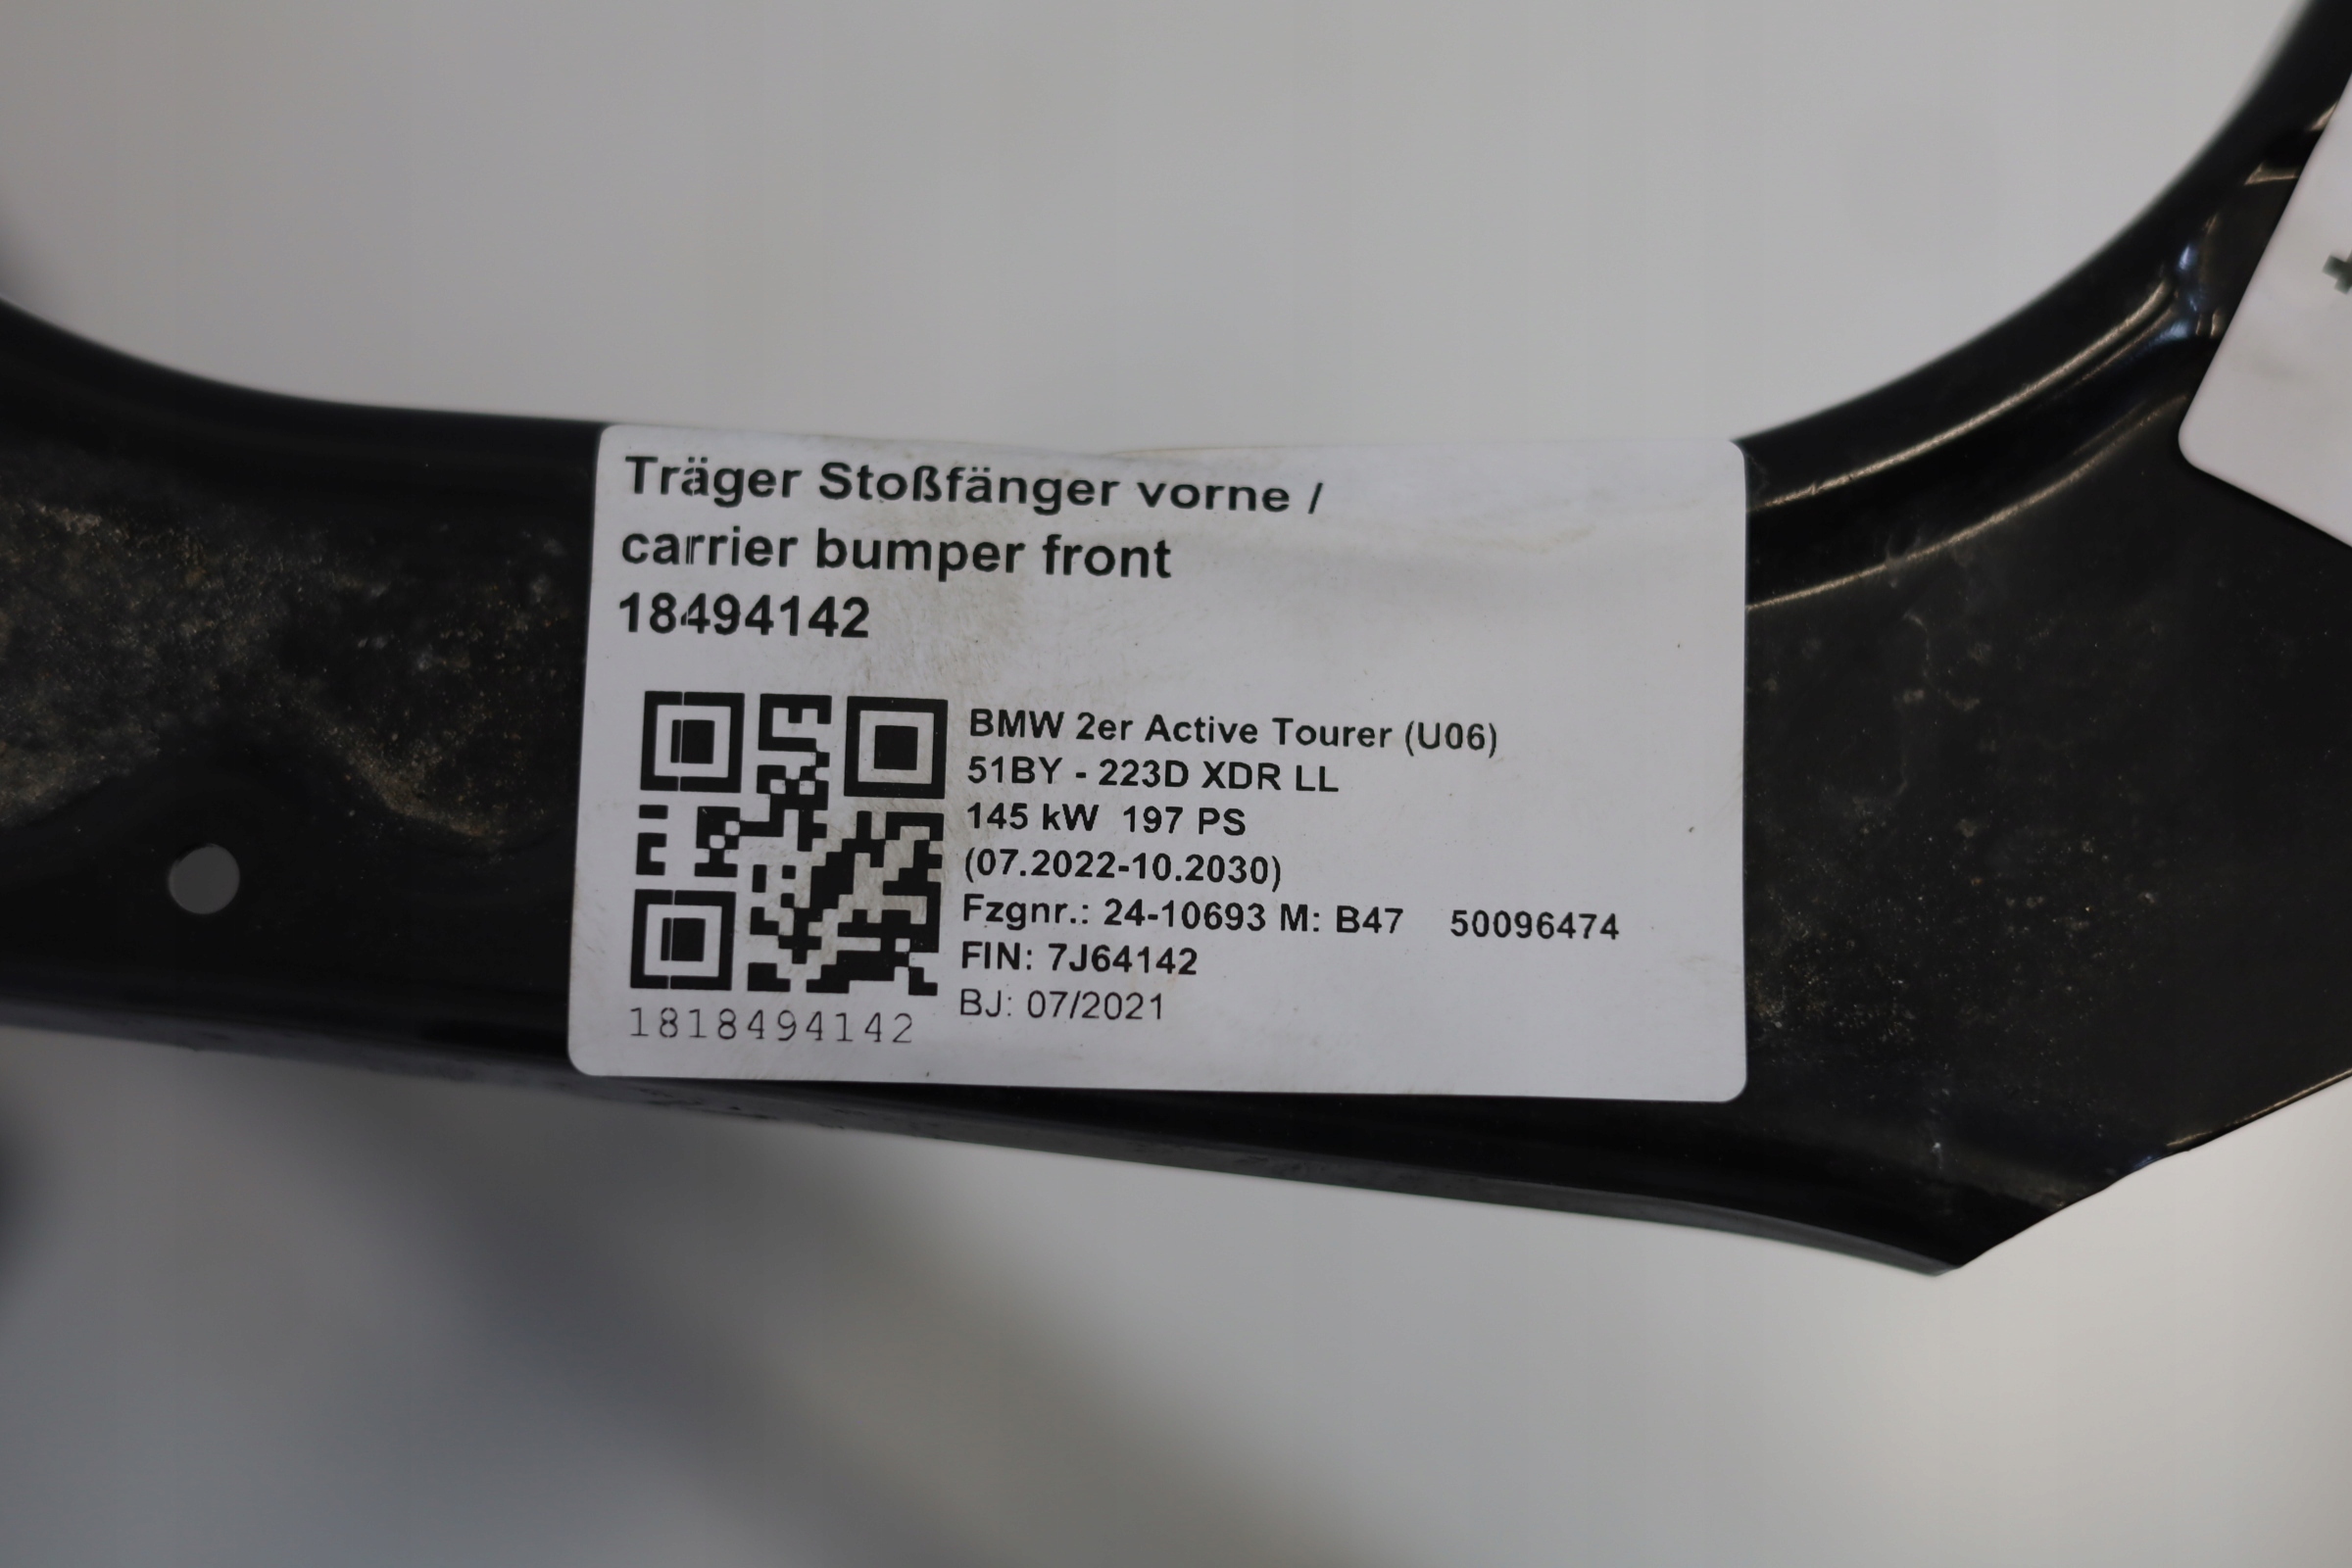 Träger Stoßfänger vorne /
carrier bumper front
18494142
BMW 2er Active Tourer (U06)
51BY - 223D XDR LL
145 kW 197 PS
(07.2022-10.2030)
Fzgnr.: 24-10693 M: B47 50096474
FIN: 7J64142
BJ: 07/2021
1818494142